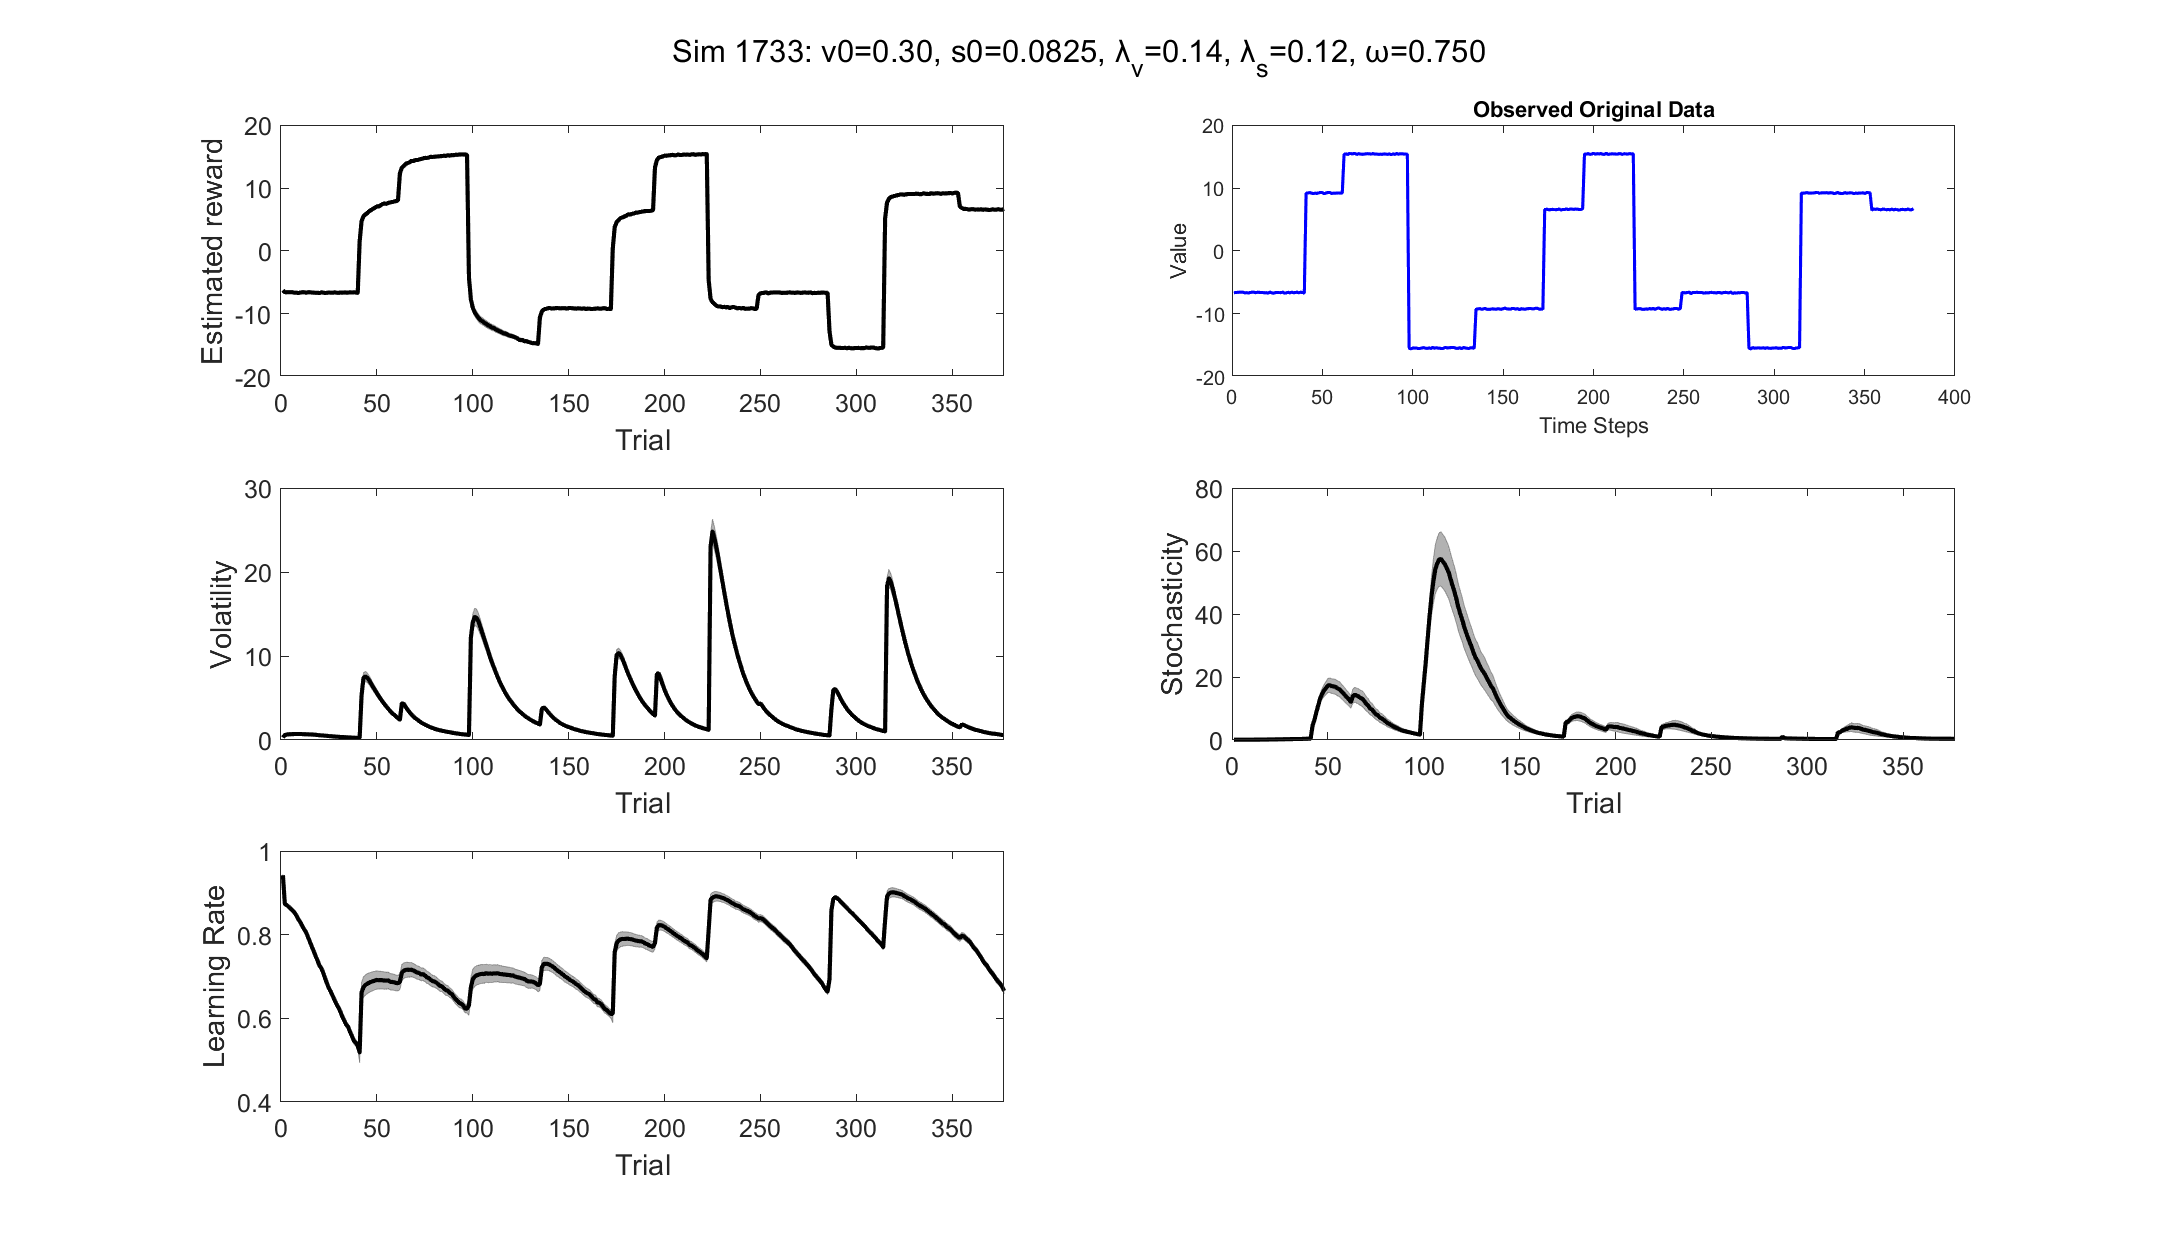 Sim 1733: v0=0.30, s0=0.0825, λv=0.14, λs=0.12, ω=0.750
Estimated reward
20
10
0
-10
-20
0 50 100 150 200 250 300 350
Trial
Observed Original Data
Value
20
10
0
-10
-20
0 50 100 150 200 250 300 350 400
Time Steps
Volatility
30
20
10
0
0 50 100 150 200 250 300 350
Trial
Stochasticity
80
60
40
20
0
0 50 100 150 200 250 300 350
Trial
Learning Rate
1
0.8
0.6
0.4
0 50 100 150 200 250 300 350
Trial